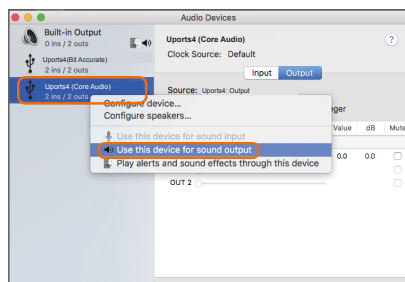 Audio Devices
Built-in Output
0 ins / 2 outs
Uports4(Bit Accurate)
2 ins / 2 outs
Uports4 (Core Audio)
2 ins / 2 outs
Uports4 (Core Audio)
?
Clock Source: Default
Input Output
Source: Uports4: Output
Configure device...
Configure speakers...
Use this device for sound input
Use this device for sound output
Play alerts and sound effects through this device
Value dB Mute
0.0 0.0
OUT 2